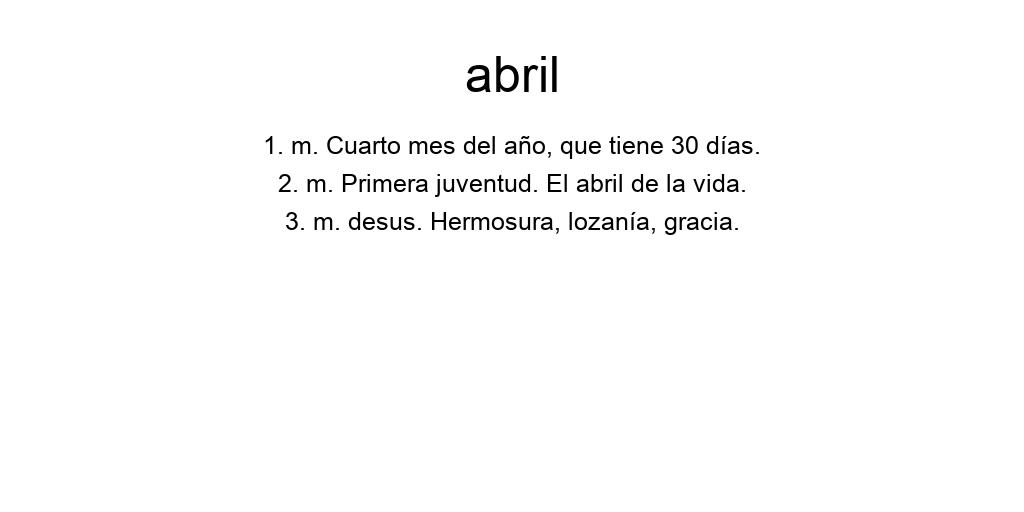 abril
1. m. Cuarto mes del año, que tiene 30 días.
2. m. Primera juventud. El abril de la vida.
3. m. desus. Hermosura, lozanía, gracia.